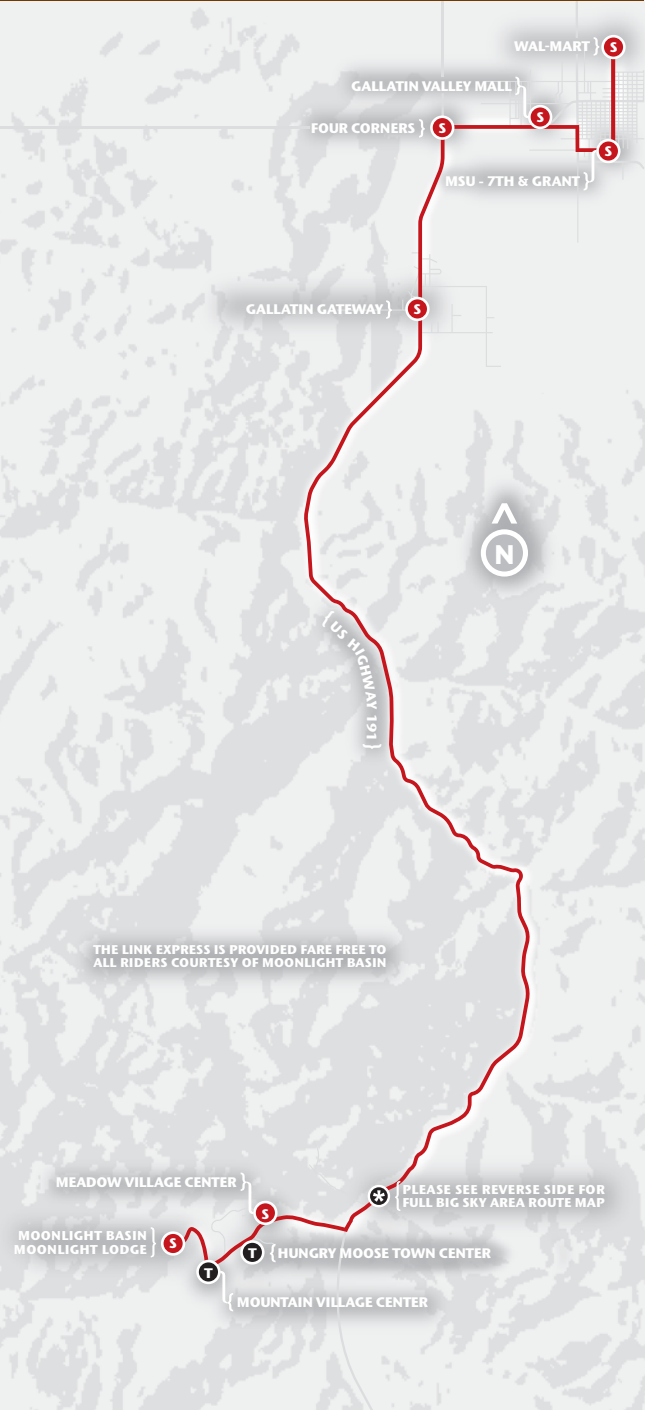 WAL-MART
S
GALLATIN VALLEY MALL
S
FOUR CORNERS
S
S
MSU - 7TH & GRANT
GALLATIN GATEWAY
S
N
{US HIGHWAY 191}
THE LINK EXPRESS IS PROVIDED FARE FREE TO
ALL RIDERS COURTESY OF MOONLIGHT BASIN
MEADOW VILLAGE CENTER
*
PLEASE SEE REVERSE SIDE FOR
FULL BIG SKY AREA ROUTE MAP
S
MOONLIGHT BASIN
MOONLIGHT LODGE
S
T
HUNGRY MOOSE TOWN CENTER
T
MOUNTAIN VILLAGE CENTER